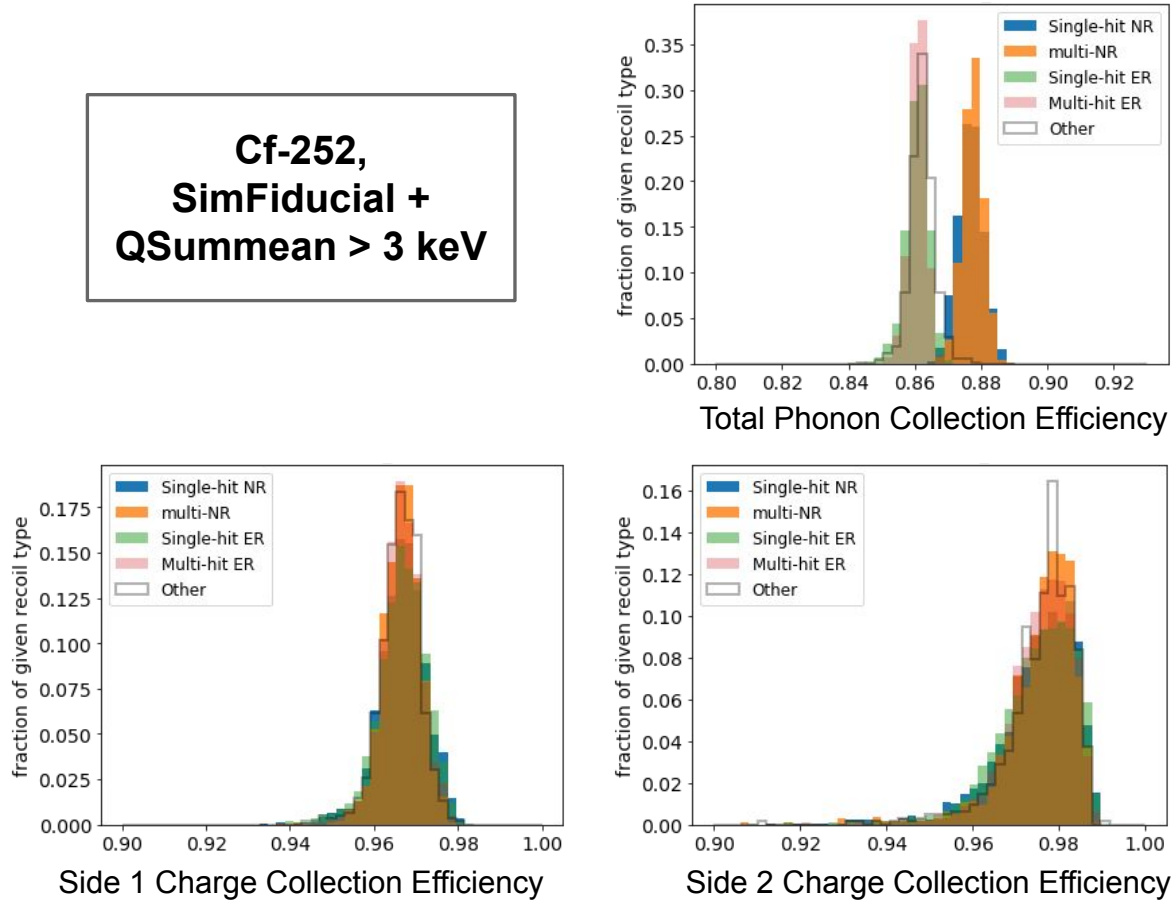 Cf-252,
SimFiducial +
QSummean > 3 keV
fraction of given recoil type
0.35
0.30
0.25
0.20
0.15
0.10
0.05
0.00
Single-hit NR
multi-NR
Single-hit ER
Multi-hit ER
Other
0.80 0.82 0.84 0.86 0.88 0.90 0.92
Total Phonon Collection Efficiency
fraction of given recoil type
0.175
0.150
0.125
0.100
0.075
0.050
0.025
0.000
Single-hit NR
multi-NR
Single-hit ER
Multi-hit ER
Other
0.90 0.92 0.94 0.96 0.98 1.00
Side 1 Charge Collection Efficiency
fraction of given recoil type
0.16
0.14
0.12
0.10
0.08
0.06
0.04
0.02
0.00
Single-hit NR
multi-NR
Single-hit ER
Multi-hit ER
Other
0.90 0.92 0.94 0.96 0.98 1.00
Side 2 Charge Collection Efficiency